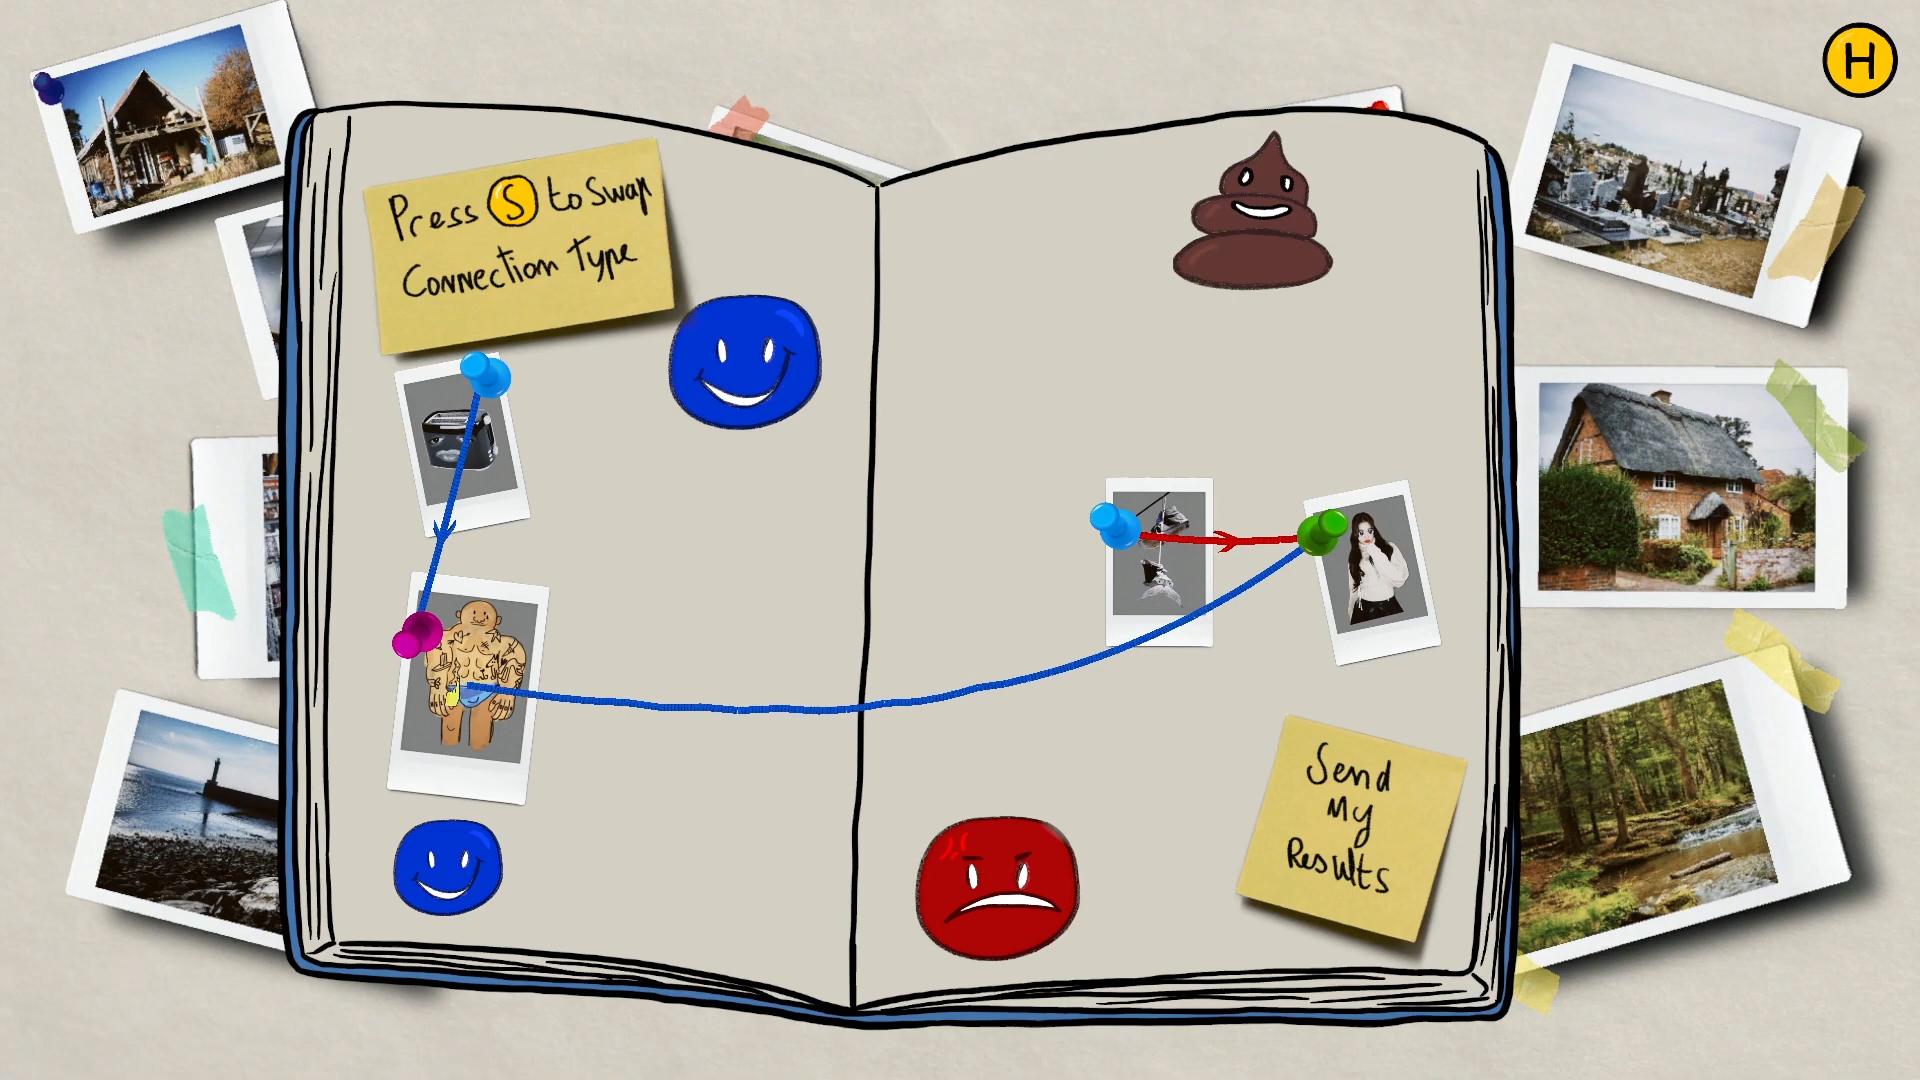 H
Press S to Swap
Connection Type
Send
My
Results